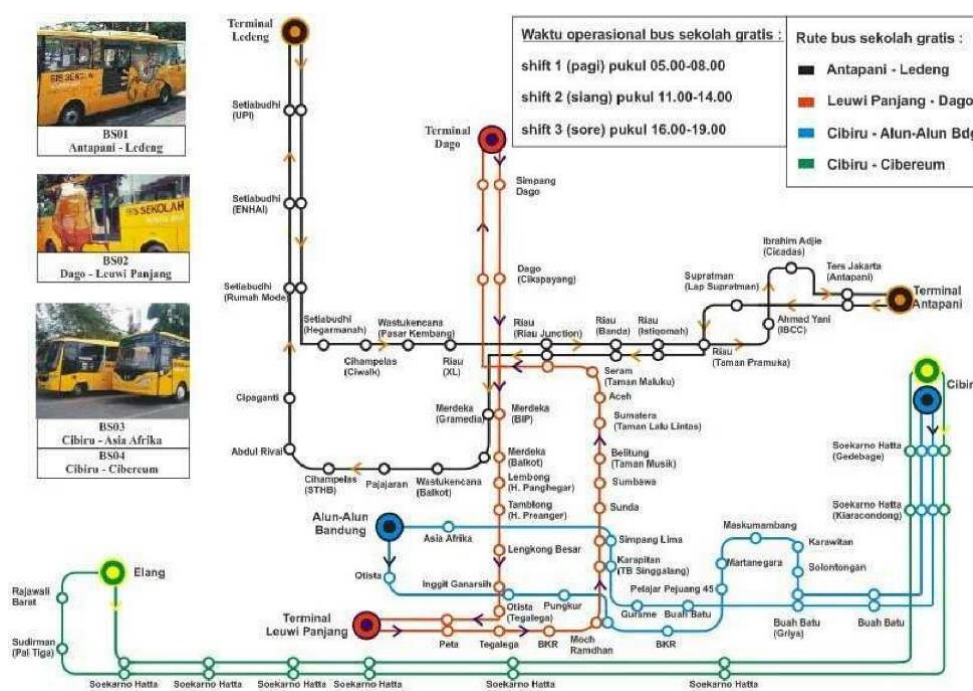 BIS SEKOLAH
BS01
Antapani - Ledeng
BIS SEKOLAH
BS02
Dago - Leuwi Panjang
BS03
Cibiru - Asia Afrika
BS04
Cibiru - Cibereum
Waktu operasional bus sekolah gratis :
shift 1 (pagi) pukul 05.00-08.00
shift 2 (siang) pukul 11.00-14.00
shift 3 (sore) pukul 16.00-19.00
Rute bus sekolah gratis :
Antapani - Ledeng
Leuwi Panjang - Dago
Cibiru - Alun-Alun Bdg
Cibiru - Cibereum
Terminal
Ledeng
Setiabudhi
(UPI)
Setiabudhi
(ENHAI)
Setiabudhi
(Rumah Mode)
Setiabudhi
(Hegarmanah)
Cihampelas
(Ciwalk)
Wastukencana
(Pasar Kembang)
Riau
(XL)
Riau
(Riau Junction)
Riau
(Banda)
Riau
(Istiqomah)
Riau
(Taman Pramuka)
Supratman
(Lap Supratman)
Ahmad Yani
(IBCC)
Ibrahim Adjie
(Cicadas)
Ters Jakarta
(Antapani)
Terminal
Antapani
Cipaganti
Abdul Rivai
Cihampelas
(STHB)
Pajajaran
Wastukencana
(Balkot)
Merdeka
(Gramedia)
Terminal
Dago
Simpang
Dago
Dago
(Cikapayang)
Merdeka
(BIP)
Merdeka
(Balkot)
Lembong
(H. Panghegar)
Tamblong
(H. Preanger)
Lengkong Besar
Inggit Ganarsih
Otista
(Tegalega)
Seram
(Taman Maluku)
Aceh
Sumatera
(Taman Lalu Lintas)
Belitung
(Taman Musik)
Sumbawa
Sunda
Simpang Lima
Karapitan
(TB Singgalang)
Terminal
Leuwi Panjang
Peta
Tegalega
BKR
Moch
Ramdhan
Alun-Alun
Bandung
Asia Afrika
Otista
Pungkur
Gurame
Buah Batu
Pelajar Pejuang 45
BKR
Martanegara
Maskumambang
Karawitan
Solontongan
Buah Batu
(Griya)
Buah Batu
Cibir
Soekarno Hatta
(Gedebage)
Soekarno Hatta
(Kiaracondong)
Elang
Rajawali
Barat
Sudirman
(Pal Tiga)
Soekarno Hatta
Soekarno Hatta
Soekarno Hatta
Soekarno Hatta
Soekarno Hatta
Soekarno Hatta